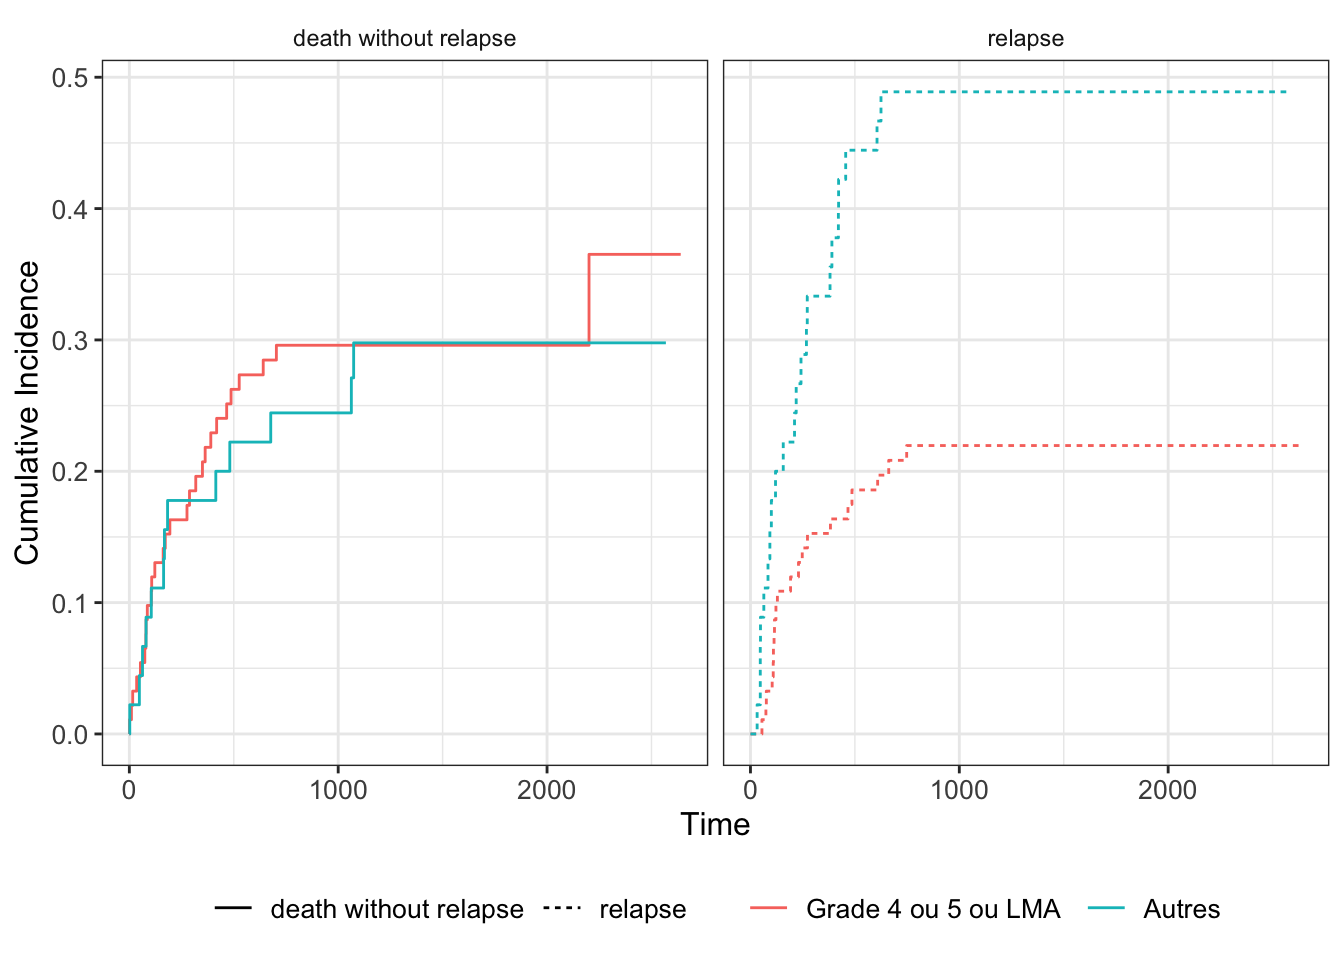 death without relapse relapse
0.5
0.4
0.3
0.2
0.1
0.0
Cumulative Incidence
0 1000 2000 0 1000 2000
Time
death without relapse relapse Grade 4 ou 5 ou LMA Autres